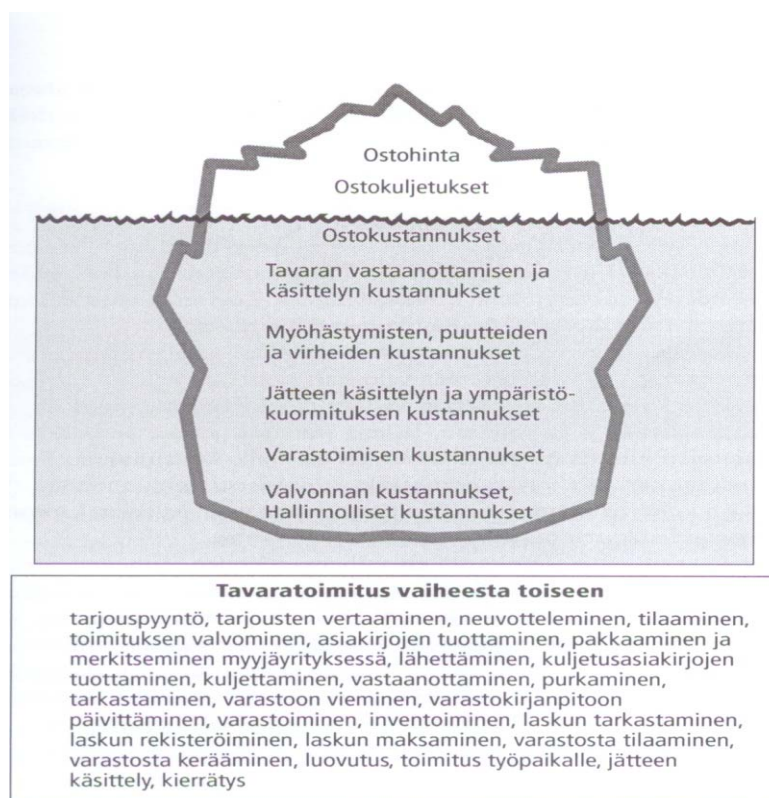 Ostohinta
Ostokuljetukset
Ostokustannukset
Tavaran vastaanottamisen ja
käsittelyn kustannukset
Myöhästymisten, puutteiden
ja virheiden kustannukset
Jätteen käsittelyn ja ympäristö-
kuormituksen kustannukset
Varastoimisen kustannukset
Valvonnan kustannukset,
Hallinnolliset kustannukset
Tavaratoimitus vaiheesta toiseen
tarjouspyyntö, tarjousten vertaaminen, neuvotteleminen, tilaaminen,
toimituksen valvominen, asiakirjojen tuottaminen, pakkaaminen ja
merkitseminen myyjäyrityksessä, lähettäminen, kuljetusasiakirjojen
tuottaminen, kuljettaminen, vastaanottaminen, purkaminen,
tarkastaminen, varastoon vieminen, varastokirjanpitoon
päivittäminen, varastoiminen, inventoiminen, laskun tarkastaminen,
laskun rekisteröiminen, laskun maksaminen, varastosta tilaaminen,
varastosta kerääminen, luovutus, toimitus työpaikalle, jätteen
käsittely, kierrätys